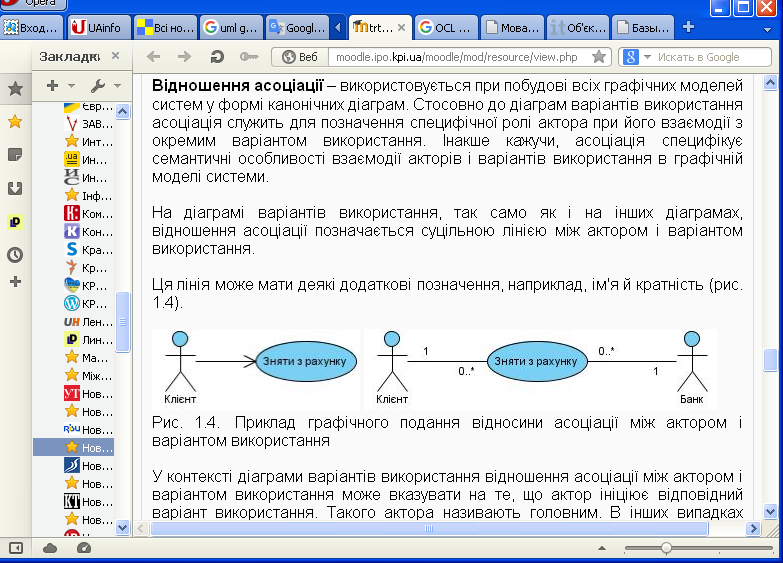 Opera
Вход...
UAinfo
Всі но...
uml g...
Googl...
trt...
OCL ...
Мова...
Об'єк...
Базы...
Закладки
Веб
moodle.ipo.kpi.ua/moodle/mod/resource/view.php
Искать в Google
Євр...
ЗАВ...
Инт...
Ин...
Ис...
Інф...
Ком...
Кон...
Кра...
Кр...
КР...
КР...
Лен...
Лин...
Ма...
Між...
Нов...
Нов...
Нов...
Нов...
Нов...
Нов...
Нов...
Нов...
Нов...
Відношення асоціації – використовується при побудові всіх графічних моделей
систем у формі канонічних діаграм. Стосовно до діаграм варіантів використання
асоціація служить для позначення специфічної ролі актора при його взаємодії з
окремим варіантом використання. Інакше кажучи, асоціація специфікує
семантичні особливості взаємодії акторів і варіантів використання в графічній
моделі системи.
На діаграмі варіантів використання, так само як і на інших діаграмах,
відношення асоціації позначається суцільною лінією між актором і варіантом
використання.
Ця лінія може мати деякі додаткові позначення, наприклад, ім'я й кратність (рис.
1.4).
Клієнт
Зняти з рахунку
Клієнт
1
0..*
Зняти з рахунку
0..*
1
Банк
Рис. 1.4. Приклад графічного подання відносини асоціації між актором і
варіантом використання
У контексті діаграми варіантів використання відношення асоціації між актором і
варіантом використання може вказувати на те, що актор ініціює відповідний
варіант використання. Такого актора називають головним. В інших випадках